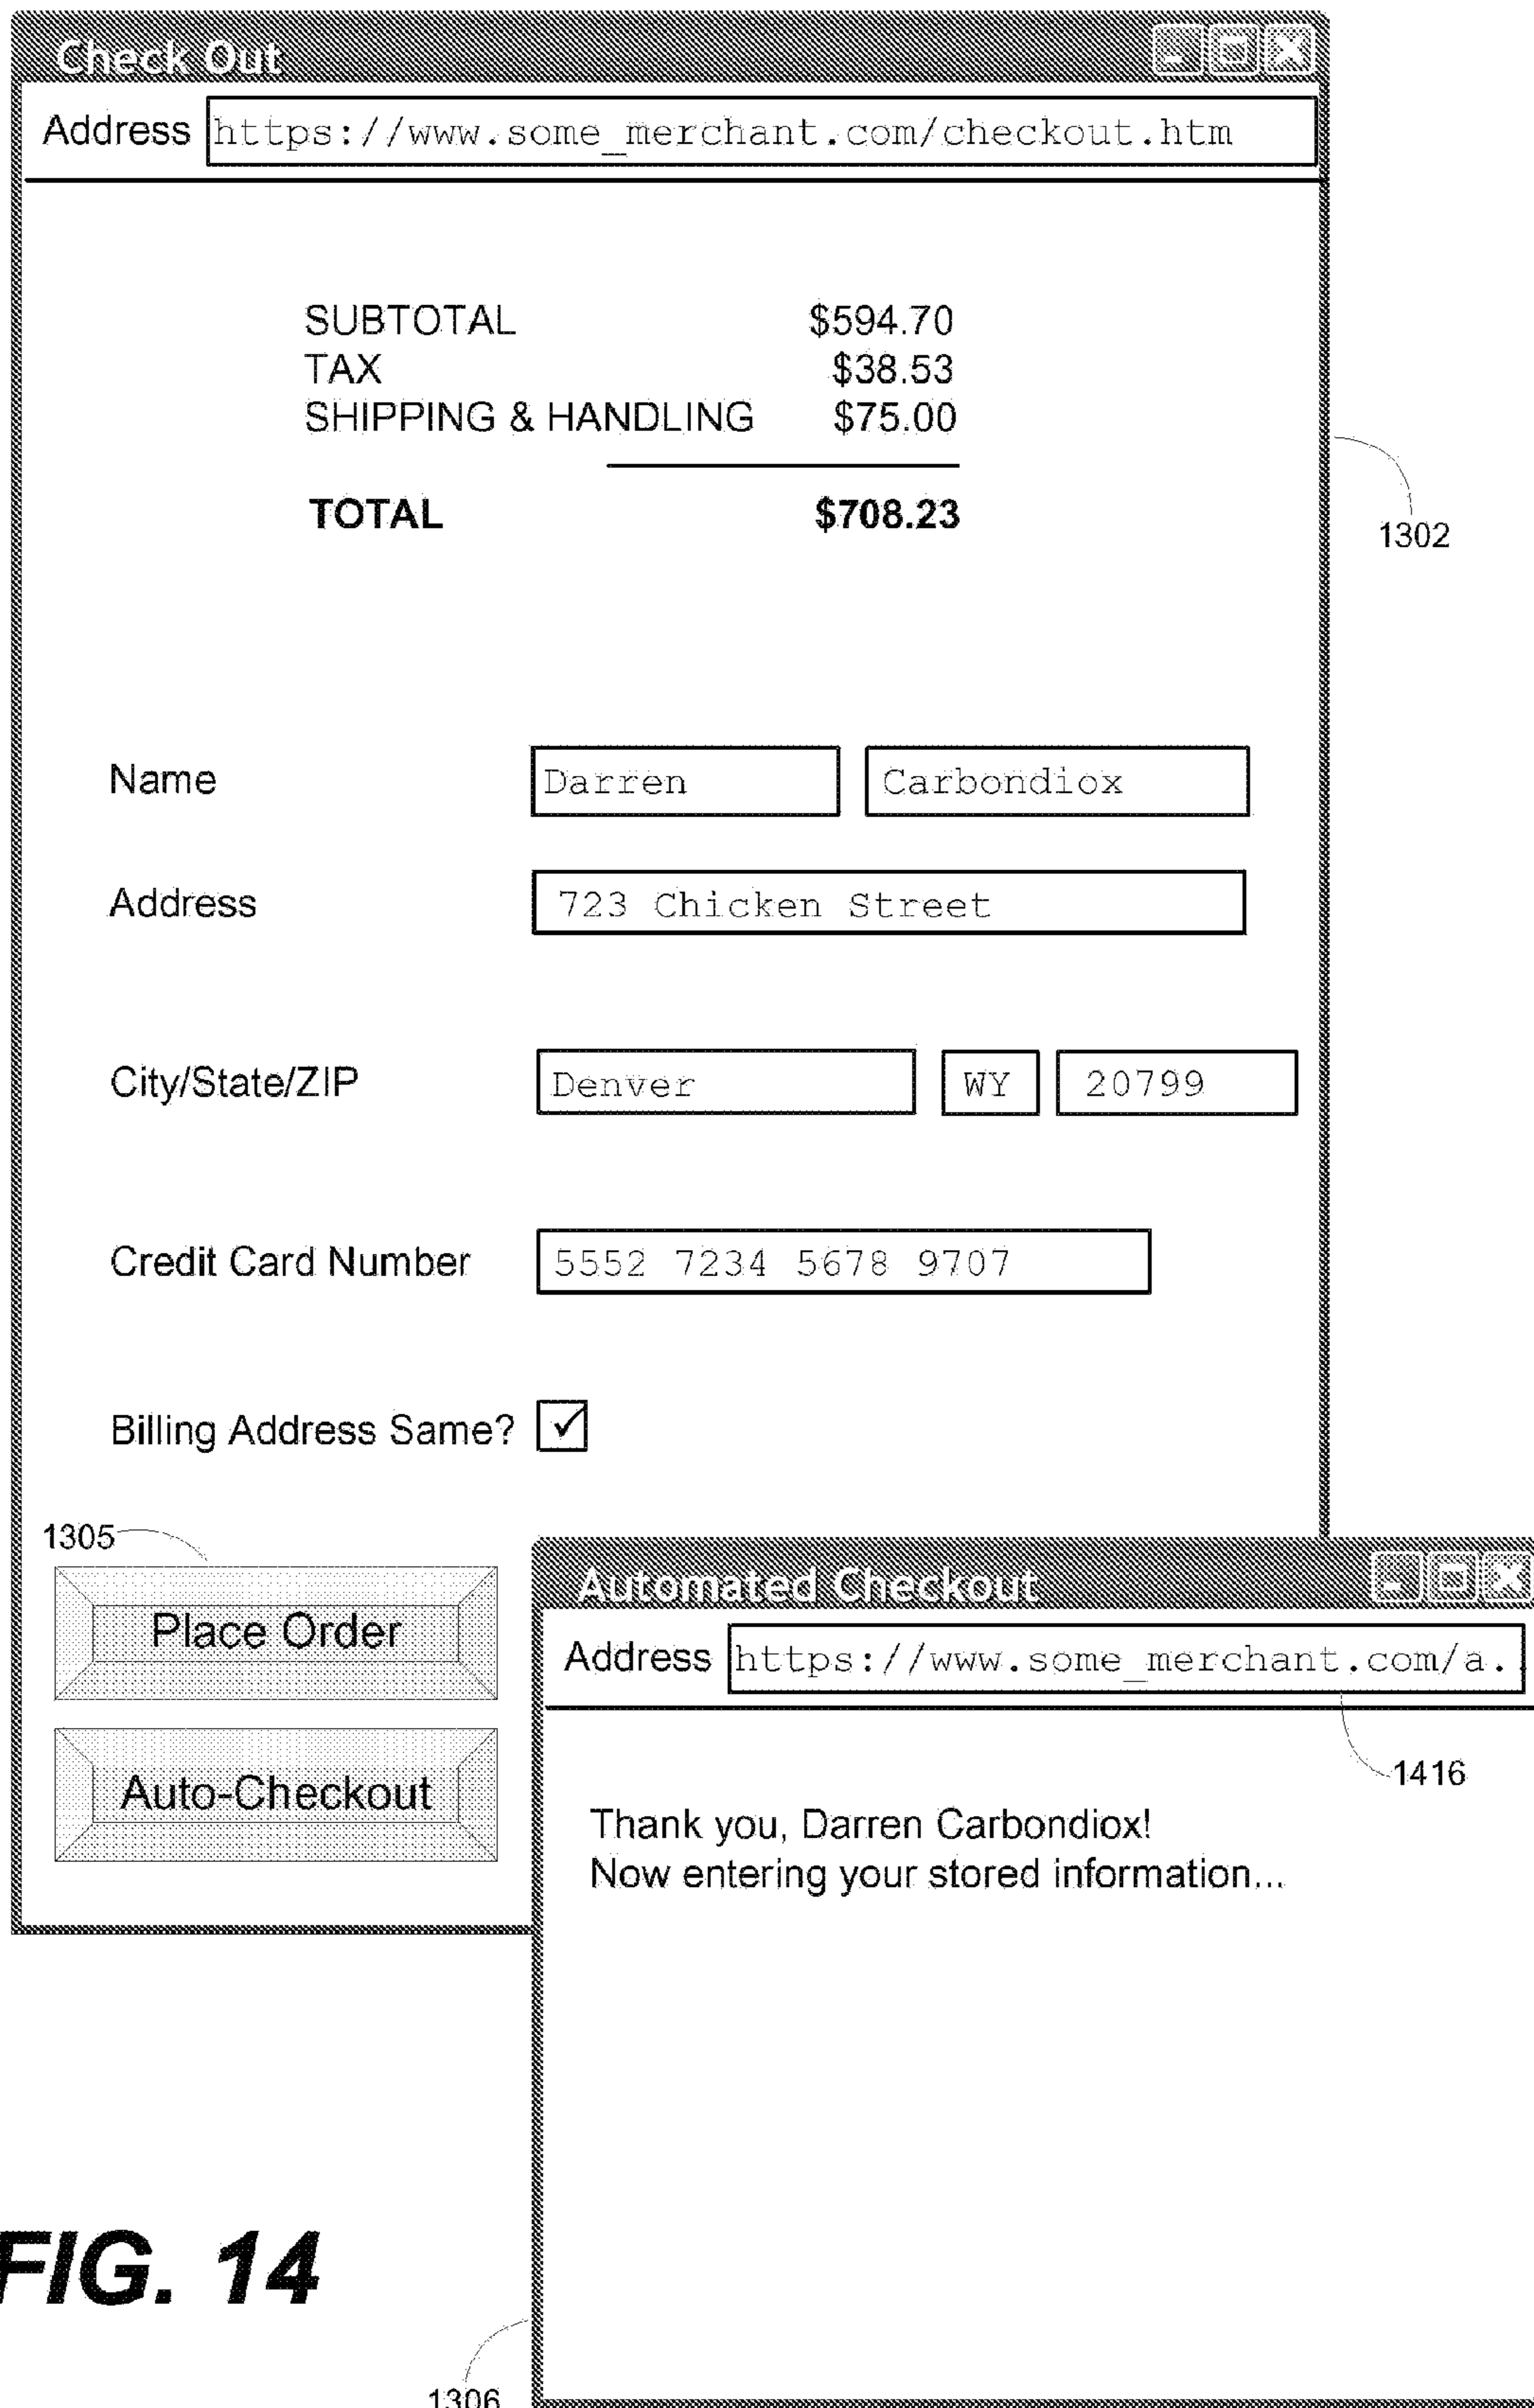 Check Out
Address https://www.some_merchant.com/checkout.htm
SUBTOTAL $594.70
TAX $38.53
SHIPPING & HANDLING $75.00
TOTAL $708.23
1302
Name Darren Carbondiox
Address 723 Chicken Street
City/State/ZIP Denver WY 20799
Credit Card Number 5552 7234 5678 9707
Billing Address Same?
1305
Place Order
Auto-Checkout
Automated Checkout
Address https://www.some_merchant.com/a.
1416
Thank you, Darren Carbondiox!
Now entering your stored information...
FIG. 14
1306